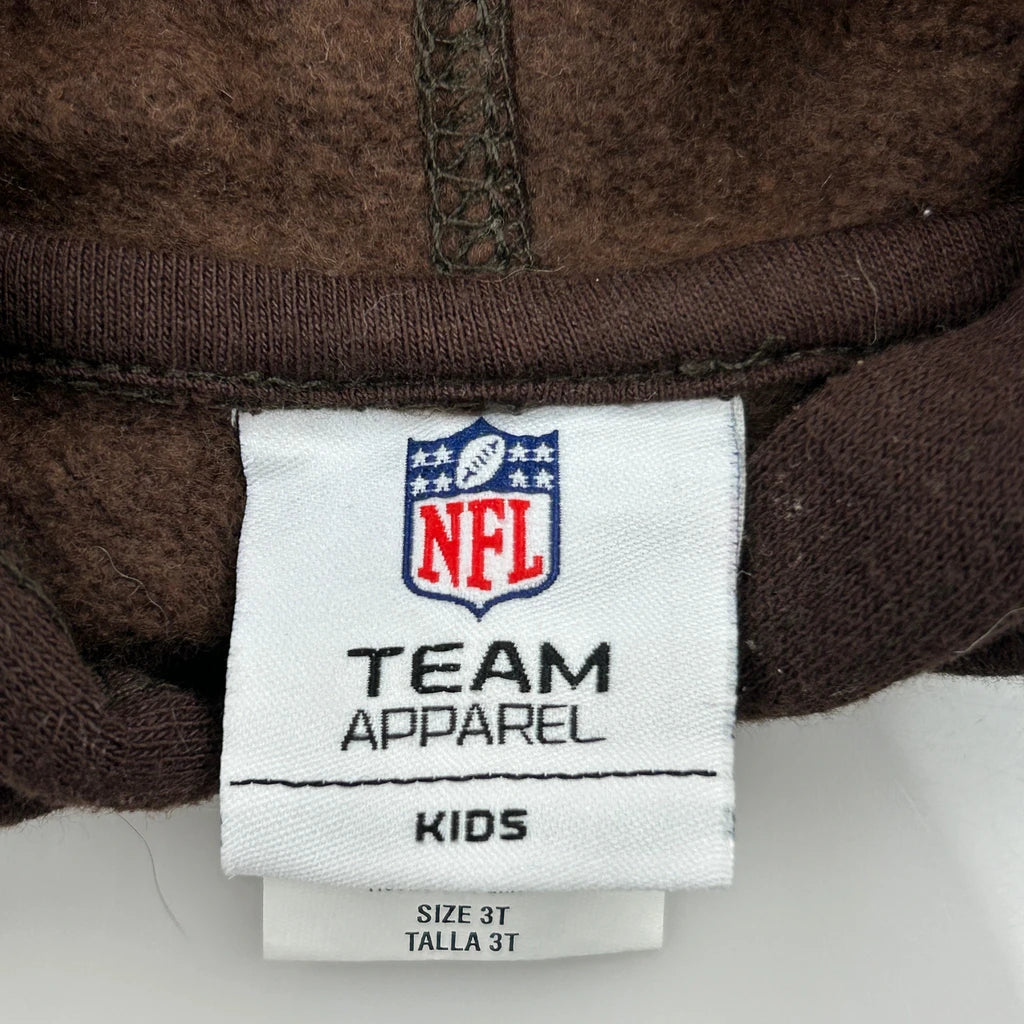 NFL
TEAM
APPAREL
KIDS
SIZE 3T
TALLA 3T